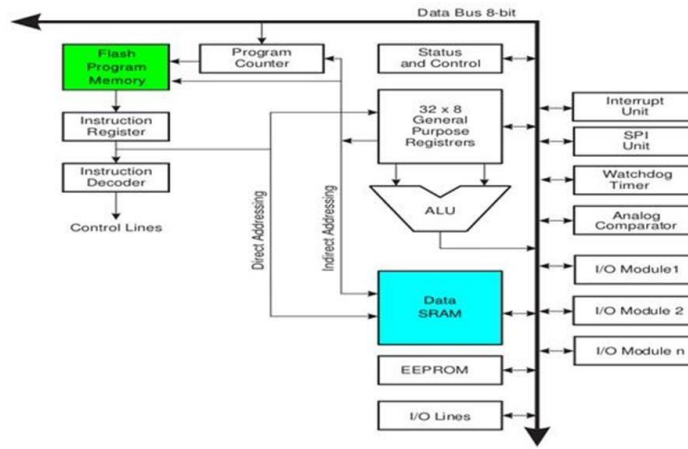 Data Bus 8-bit
Flash
Program
Memory
Program
Counter
Status
and Control
Instruction
Register
32 x 8
General
Purpose
Registrers
Interrupt
Unit
SPI
Unit
Instruction
Decoder
Watchdog
Timer
ALU
Analog
Comparator
Control Lines
Direct Addressing
Indirect Addressing
I/O Module1
Data
SRAM
I/O Module 2
I/O Module n
EEPROM
I/O Lines